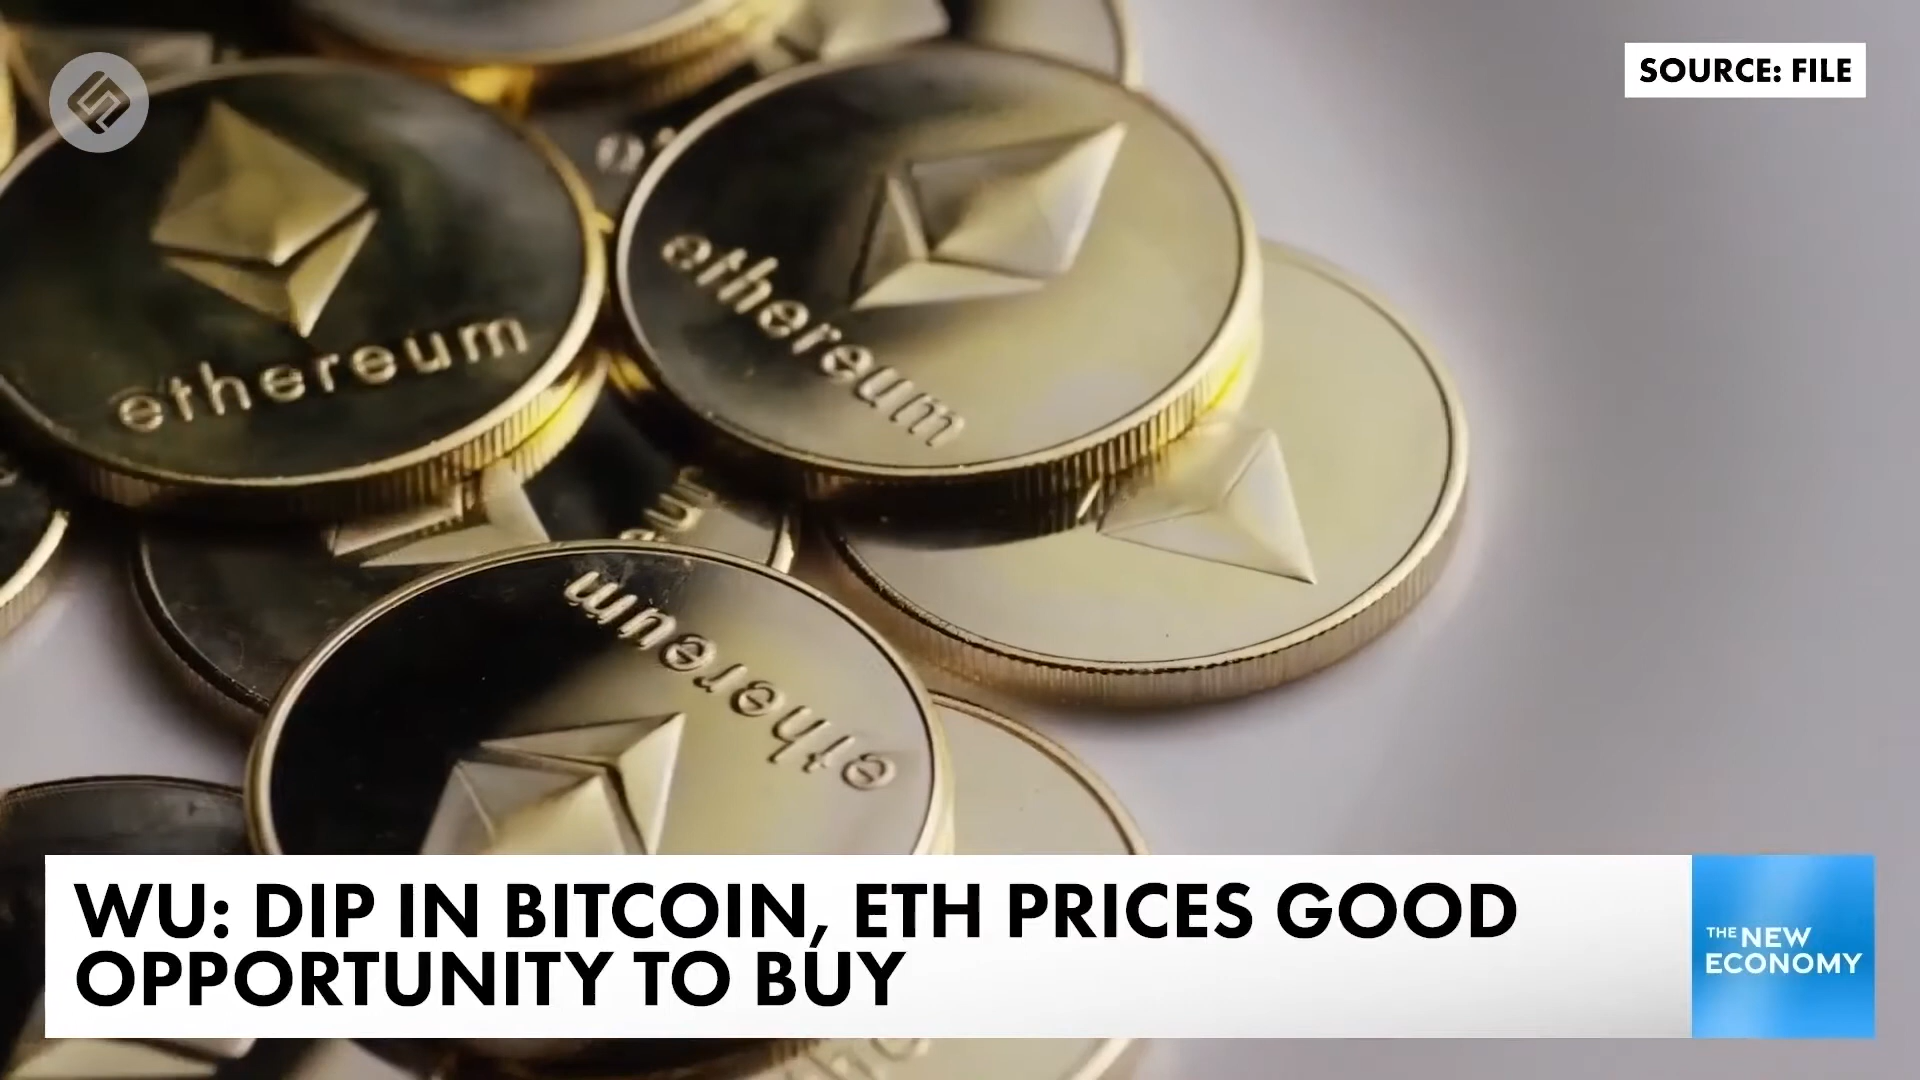 SOURCE: FILE
ethereum
ethereum
ethereum
WU: DIP IN BITCOIN, ETH PRICES GOOD
OPPORTUNITY TO BUY
THE NEW
ECONOMY